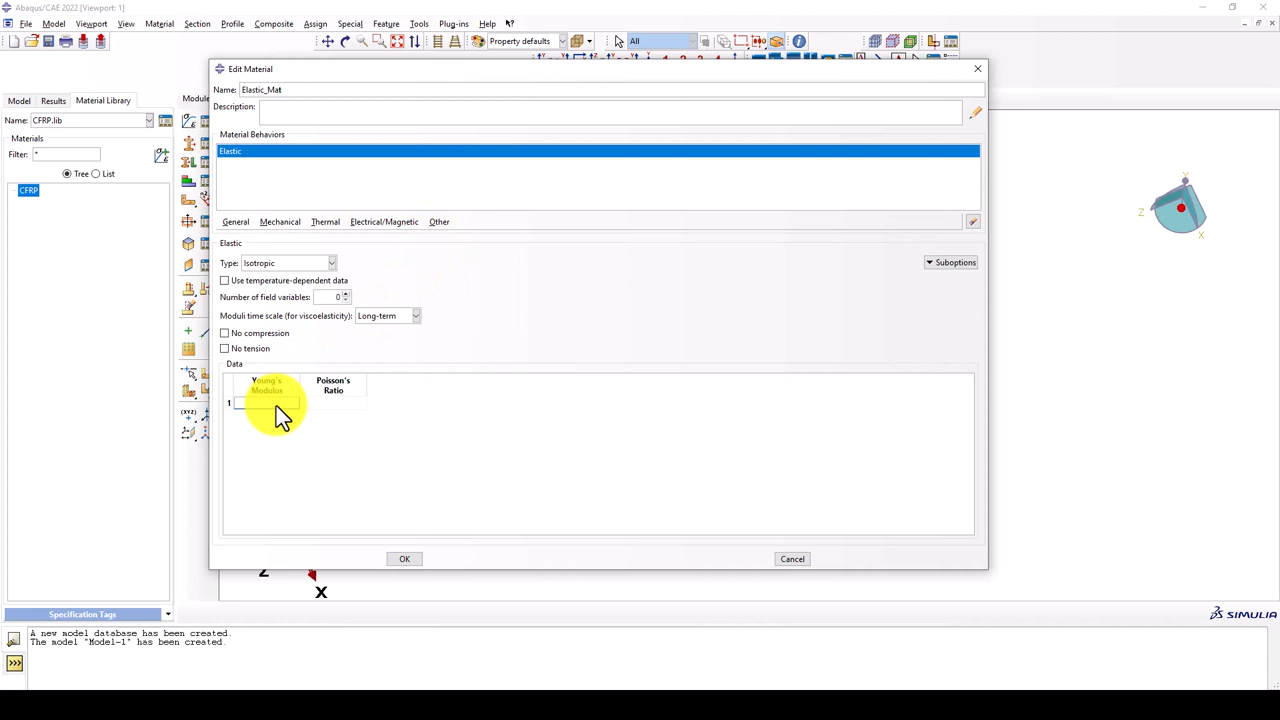 Abaqus/CAE 2022 [Viewport: 1]
File Model Viewport View Material Section Profile Composite Assign Special Feature Tools Plug-ins Help
Property defaults All
Edit Material
Name: Elastic_Mat
Model Results Material Library Module
Description:
Name: CFRP.lib
Materials
Filter: *
Tree List
CFRP
Material Behaviors
Elastic
General Mechanical Thermal Electrical/Magnetic Other
Elastic
Type: Isotropic Suboptions
Use temperature-dependent data
Number of field variables: 0
Moduli time scale (for viscoelasticity): Long-term
No compression
No tension
Data
Young's Modulus Poisson's Ratio
1
OK Cancel
Y
Z
X
Z
X
Specification Tags
SIMULIA
A new model database has been created.
The model "Model-1" has been created.
>>>